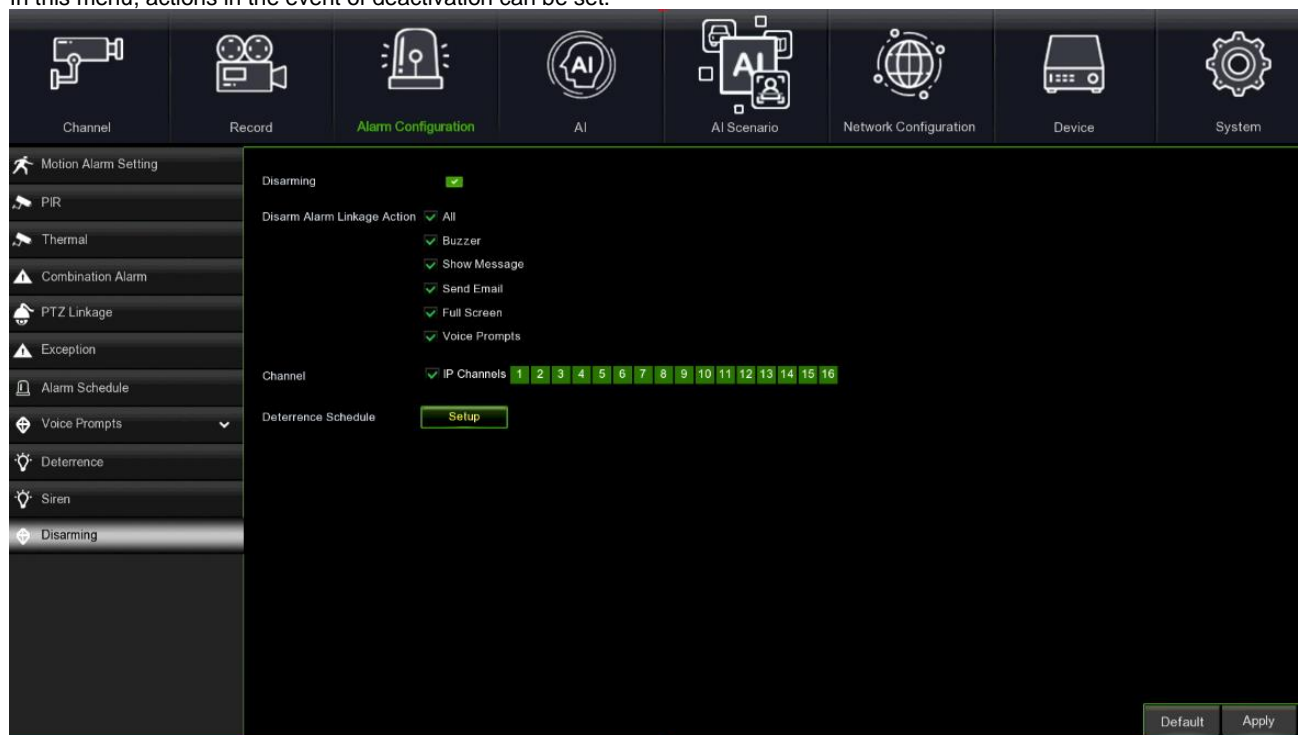 In this menu, actions in the event of deactivation can be set.
AI
AI
Channel Record Alarm Configuration AI AI Scenario Network Configuration Device System
Motion Alarm Setting
PIR
Thermal
Combination Alarm
PTZ Linkage
Exception
Alarm Schedule
Voice Prompts
Deterrence
Siren
Disarming
Disarming
Disarm Alarm Linkage Action All
Buzzer
Show Message
Send Email
Full Screen
Voice Prompts
Channel IP Channels 1 2 3 4 5 6 7 8 9 10 11 12 13 14 15 16
Deterrence Schedule Setup
Default Apply